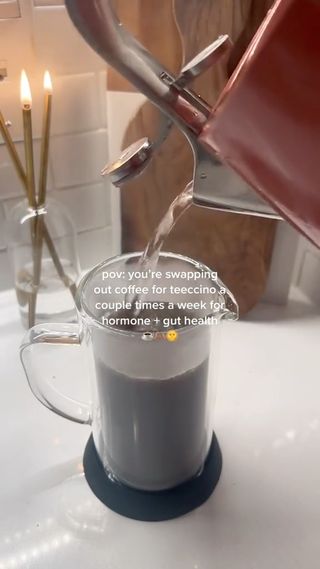 pov: you're swapping
out coffee for teeccino a
couple times a week for
hormone + gut health